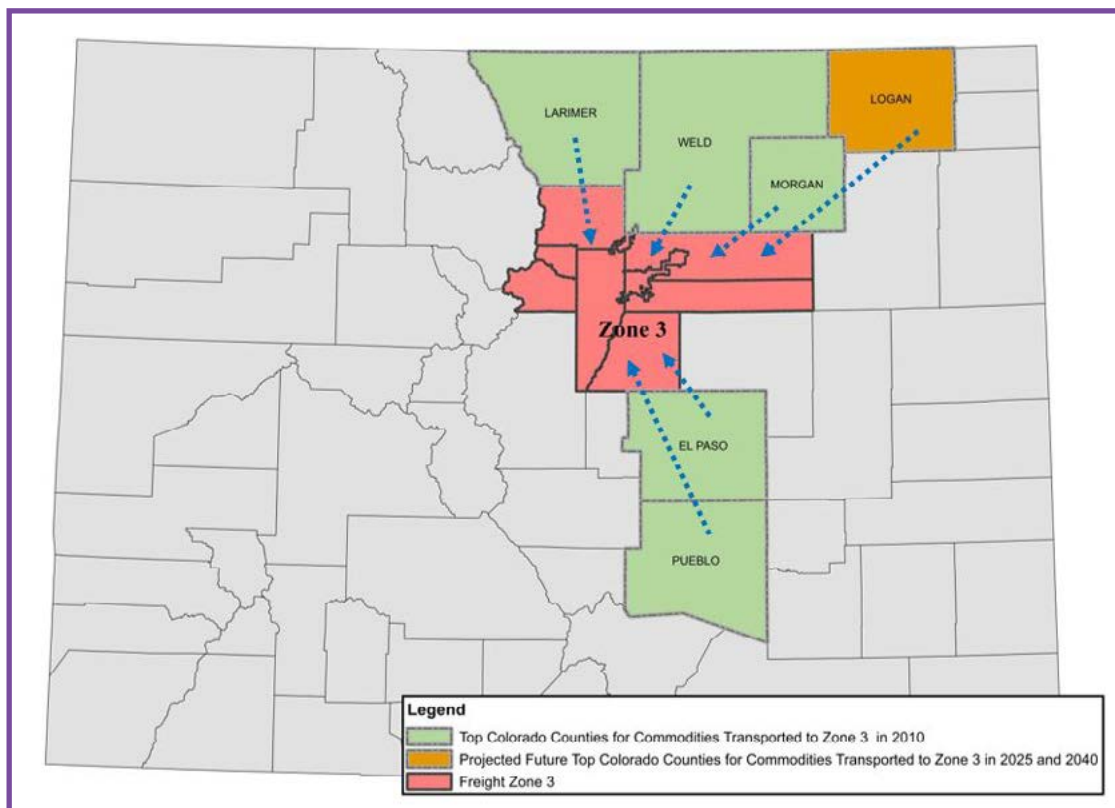 LARIMER
WELD
LOGAN
MORGAN
Zone 3
EL PASO
PUEBLO
Legend
Top Colorado Counties for Commodities Transported to Zone 3 in 2010
Projected Future Top Colorado Counties for Commodities Transported to Zone 3 in 2025 and 2040
Freight Zone 3